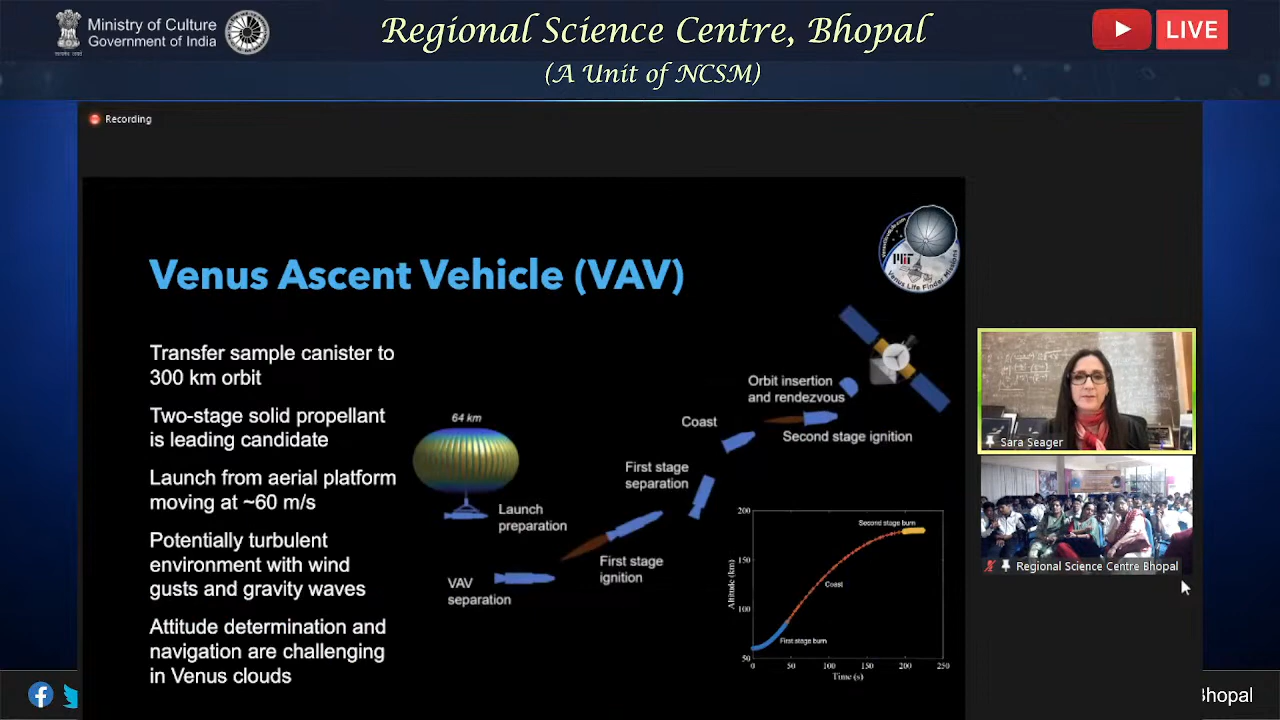 Ministry of Culture
Government of India
Regional Science Centre, Bhopal
(A Unit of NCSM)
LIVE
Recording
Venus Ascent Vehicle (VAV)
MIT
Venus Life Finder Missions
Transfer sample canister to
300 km orbit
Two-stage solid propellant
is leading candidate
Launch from aerial platform
moving at ~60 m/s
Potentially turbulent
environment with wind
gusts and gravity waves
Attitude determination and
navigation are challenging
in Venus clouds
64 km
Launch
preparation
VAV
separation
First stage
ignition
First stage
separation
Coast
Orbit insertion
and rendezvous
Second stage ignition
200
150
100
50
Altitude (km)
Second stage burn
Coast
First stage burn
0
50
100
150
200
250
Time (s)
Sara Seager
Regional Science Centre Bhopal
Bhopal